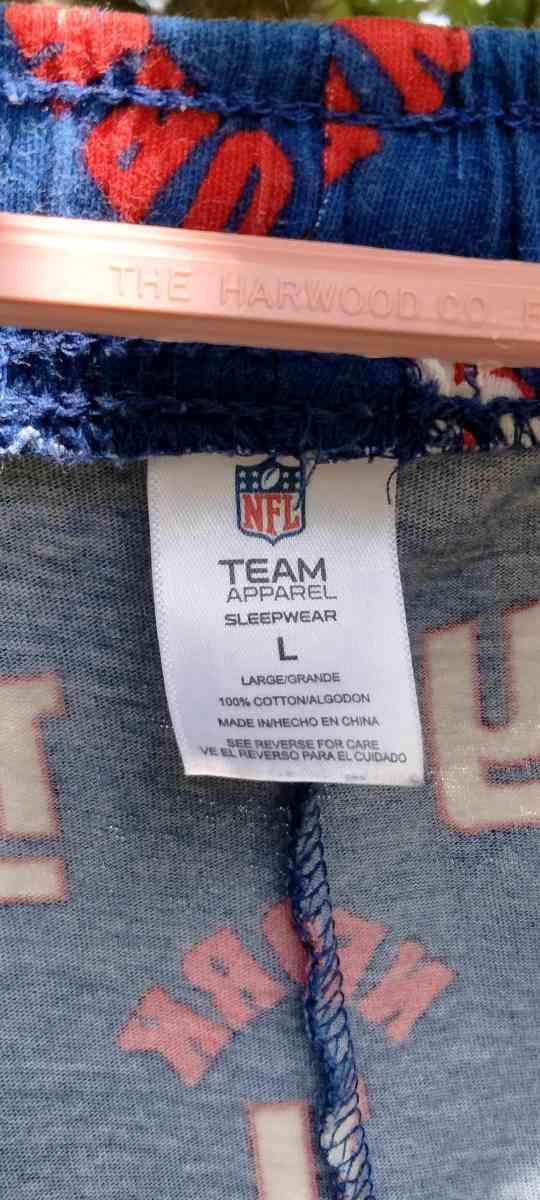 THE HARWOOD CO.
NFL
TEAM
APPAREL
SLEEPWEAR
L
LARGE/GRANDE
100% COTTON/ALGODON
MADE IN/HECHO EN CHINA
SEE REVERSE FOR CARE
VE EL REVERSO PARA EL CUIDADO